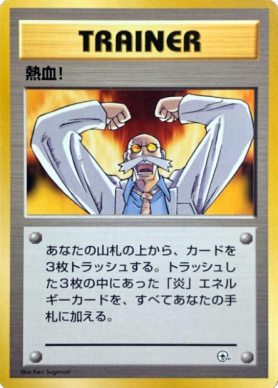 TRAINER
熱血!
あなたの山札の上から、カードを
3枚トラッシュする。トラッシュし
た3枚の中にあった「炎」エネル
ギーカードを、すべてあなたの手
札に加える。
Illus.Ken Sugimori